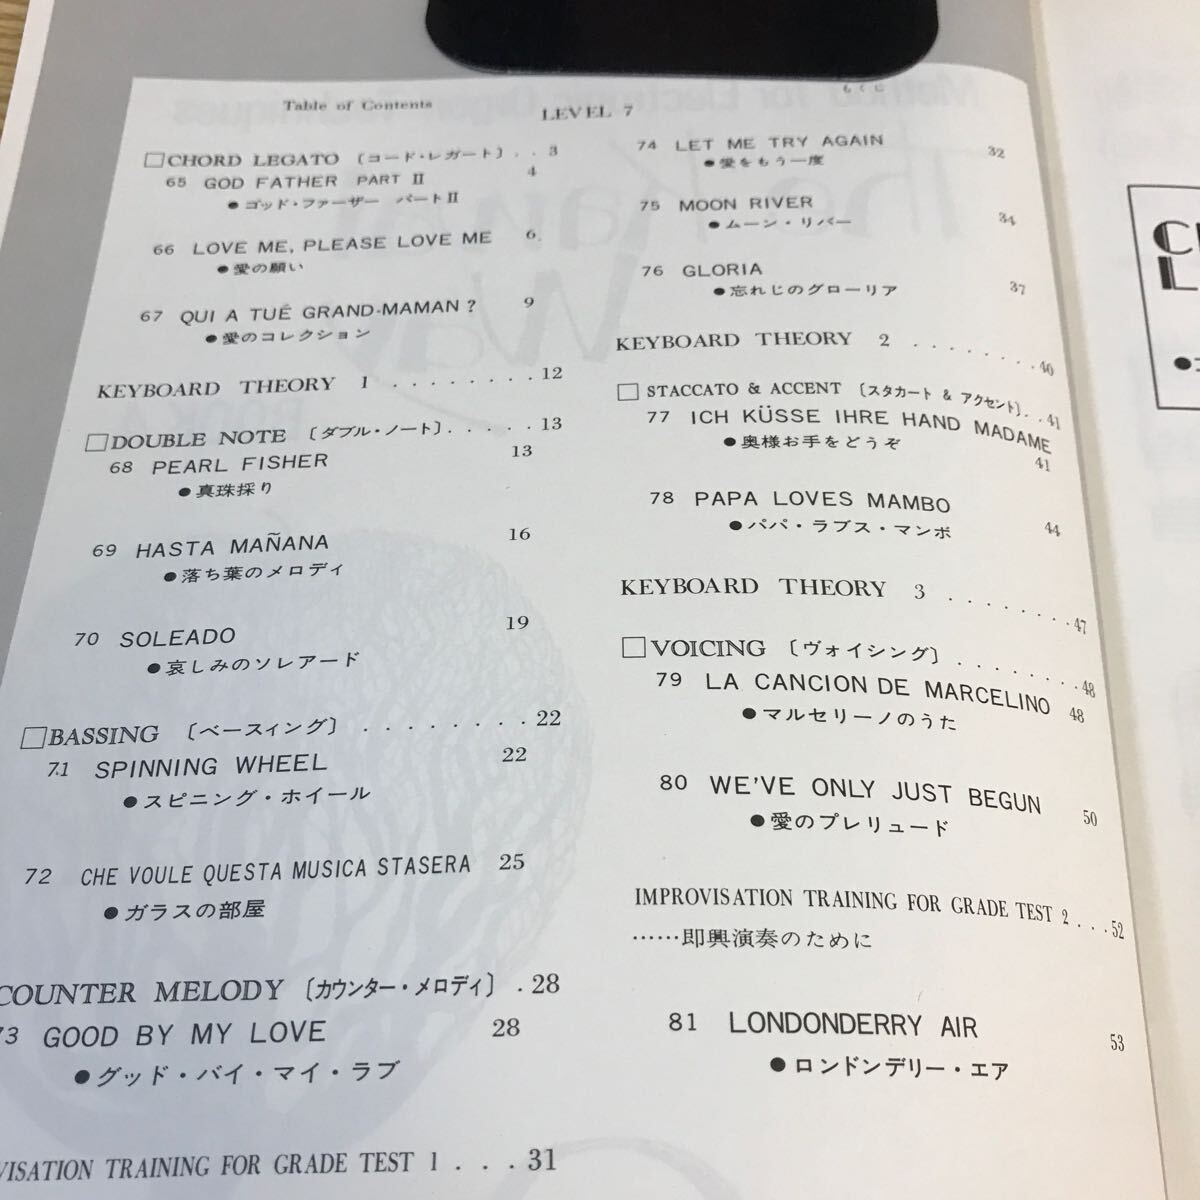 もくじ
Table of Contents
LEVEL 7
□CHORD LEGATO 〔コード・レガート〕. . 3
65 GOD FATHER PART II 4
●ゴッド・ファーザー パートII
66 LOVE ME, PLEASE LOVE ME 6.
●愛の願い
67 QUI A TUÉ GRAND-MAMAN ? 9
●愛のコレクション
KEYBOARD THEORY 1 . . . . . . . . 12
□DOUBLE NOTE 〔ダブル・ノート〕. . . . . 13
68 PEARL FISHER 13
●真珠採り
69 HASTA MAÑANA 16
●落ち葉のメロディ
70 SOLEADO 19
●哀しみのソレアード
□BASSING 〔ベースィング〕 . . . . . . . . 22
7.1 SPINNING WHEEL 22
●スピニング・ホイール
72 CHE VOULE QUESTA MUSICA STASERA 25
●ガラスの部屋
COUNTER MELODY 〔カウンター・メロディ〕 . 28
73 GOOD BY MY LOVE 28
●グッド・バイ・マイ・ラブ
VISATION TRAINING FOR GRADE TEST 1 . . . 31
74 LET ME TRY AGAIN 32
●愛をもう一度
75 MOON RIVER 34
●ムーン・リバー
76 GLORIA 37
●忘れじのグローリア
KEYBOARD THEORY 2 . . . . . . . . 40
□ STACCATO & ACCENT 〔スタカート & アクセント〕. . 41
77 ICH KÜSSE IHRE HAND MADAME 41
●奥様お手をどうぞ
78 PAPA LOVES MAMBO 44
●パパ・ラブス・マンボ
KEYBOARD THEORY 3 . . . . . . . . 47
□VOICING 〔ヴォイシング〕 . . . . . . . . 48
79 LA CANCION DE MARCELINO 48
●マルセリーノのうた
80 WE'VE ONLY JUST BEGUN 50
●愛のプレリュード
IMPROVISATION TRAINING FOR GRADE TEST 2 . . . 52
……即興演奏のために
81 LONDONDERRY AIR 53
●ロンドンデリー・エア